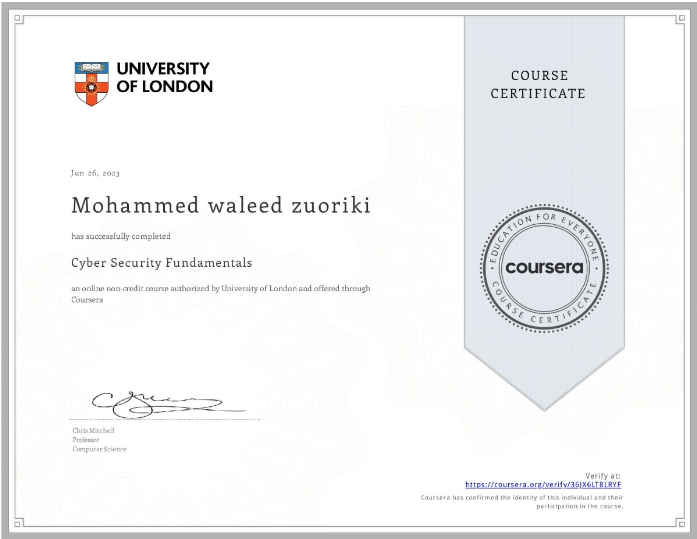 UNIVERSITY
OF LONDON
COURSE
CERTIFICATE
Jun 26, 2023
Mohammed waleed zuoriki
has successfully completed
Cyber Security Fundamentals
an online non-credit course authorized by University of London and offered through
Coursera
EDUCATION FOR EVERYONE
coursera
COURSE CERTIFICATE
Chris Mitchell
Professor
Computer Science
Verify at:
https://coursera.org/verify/36JX6LT8LRYF
Coursera has confirmed the identity of this individual and their
participation in the course.